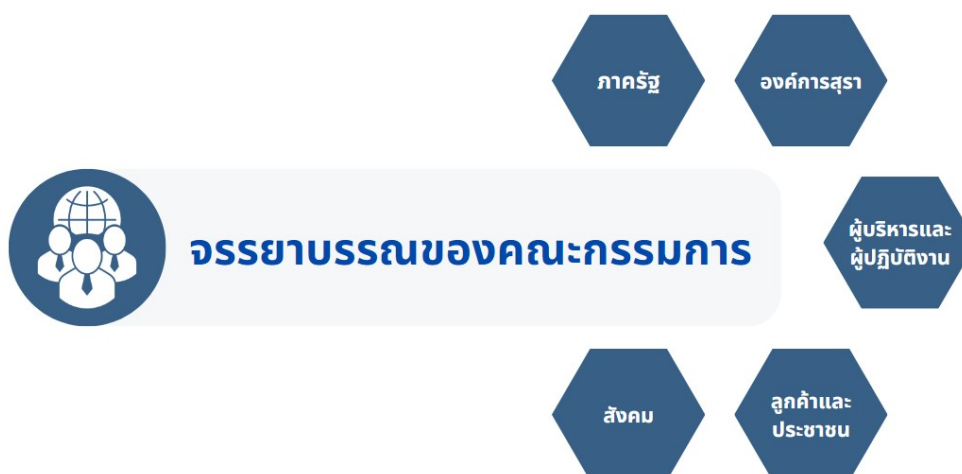 ภาครัฐ
องค์การสุรา
จรรยาบรรณของคณะกรรมการ
ผู้บริหารและ
ผู้ปฏิบัติงาน
สังคม
ลูกค้าและ
ประชาชน